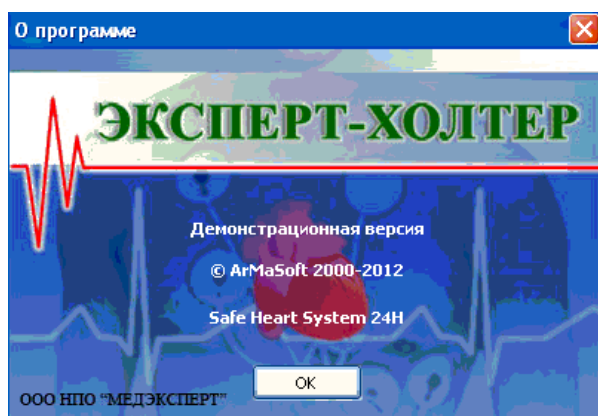 О программе
ЭКСПЕРТ-ХОЛТЕР
Демонстрационная версия
© ArMaSoft 2000-2012
Safe Heart System 24H
OK
ООО НПО "МЕДЭКСПЕРТ"